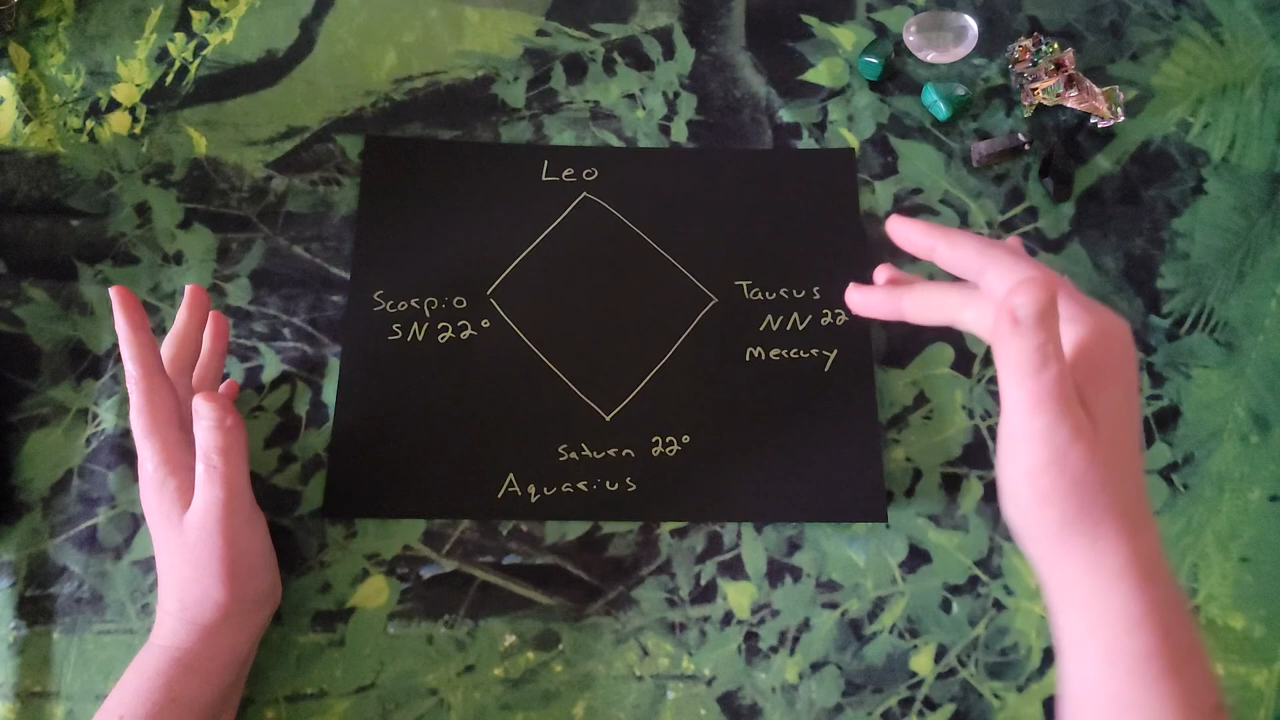 Leo
Scorpio
SN 22°
Taurus
NN 22
Mercury
Saturn 22°
Aquarius